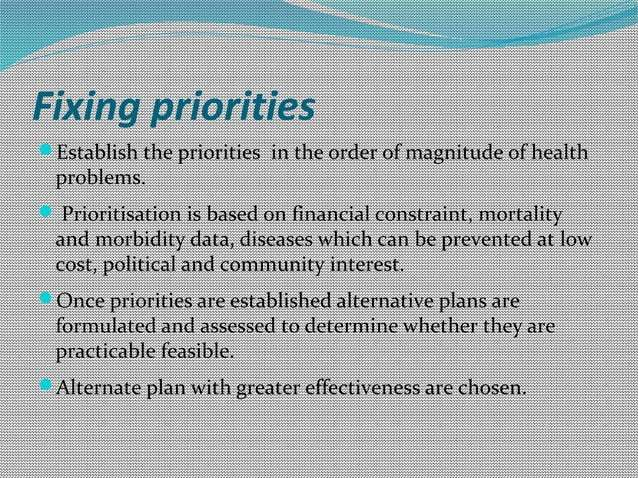 Fixing priorities
Establish the priorities in the order of magnitude of health
problems.
Prioritisation is based on financial constraint, mortality
and morbidity data, diseases which can be prevented at low
cost, political and community interest.
Once priorities are established alternative plans are
formulated and assessed to determine whether they are
practicable feasible.
Alternate plan with greater effectiveness are chosen.